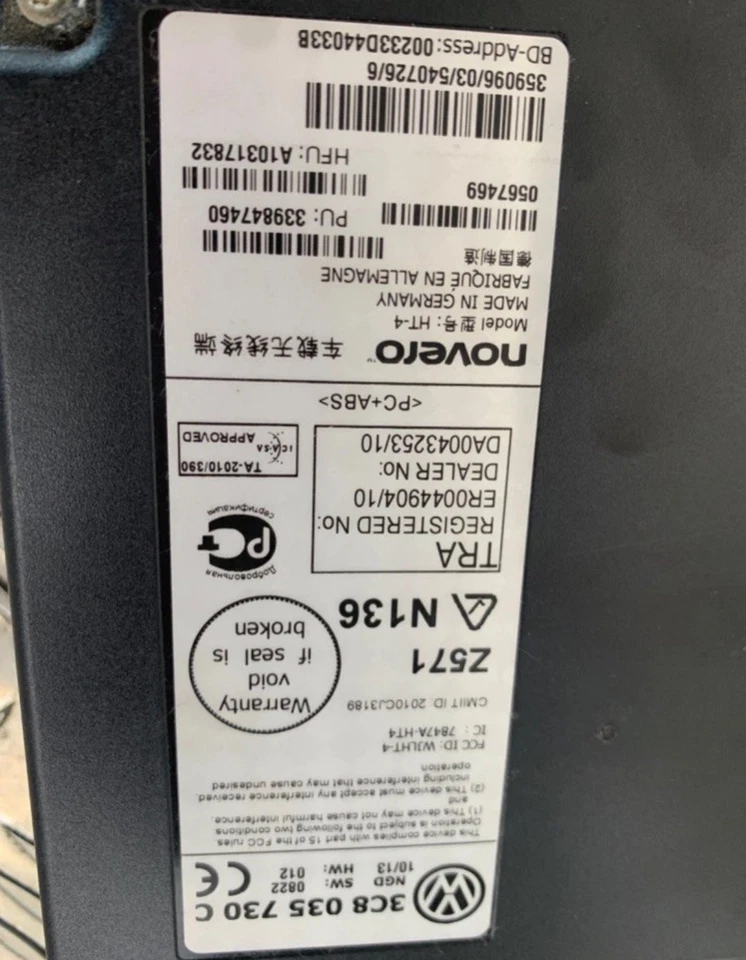 3C8 035 730 C
NGD SW: 0822
10/13 HW: 012
CE
This device complies with part 15 of the FCC rules
Operation is subject to the following two conditions
(1) This device may not cause harmful interference.
and
(2) This device must accept any interference received.
including interference that may cause undesired
operation
FCC ID: WJLHT-4
IC: 7847A-HT4
CMIIT ID: 2010CJ3189
Z571
N136
Warranty
void
if seal is
broken
TRA
REGISTERED No:
ER0044904/10
DEALER No:
DA0043253/10
Добровольная
РСТ
сертификация
TA-2010/390
ICASA
APPROVED
<PC+ABS>
novero™ 车载无线终端
Model 型号: HT-4
MADE IN GERMANY
FABRIQUÉ EN ALLEMAGNE
德国制造
PU: 339847460
0567469
HFU: A10317832
359096/03/540726/6
BD-Address: 00233D44033B